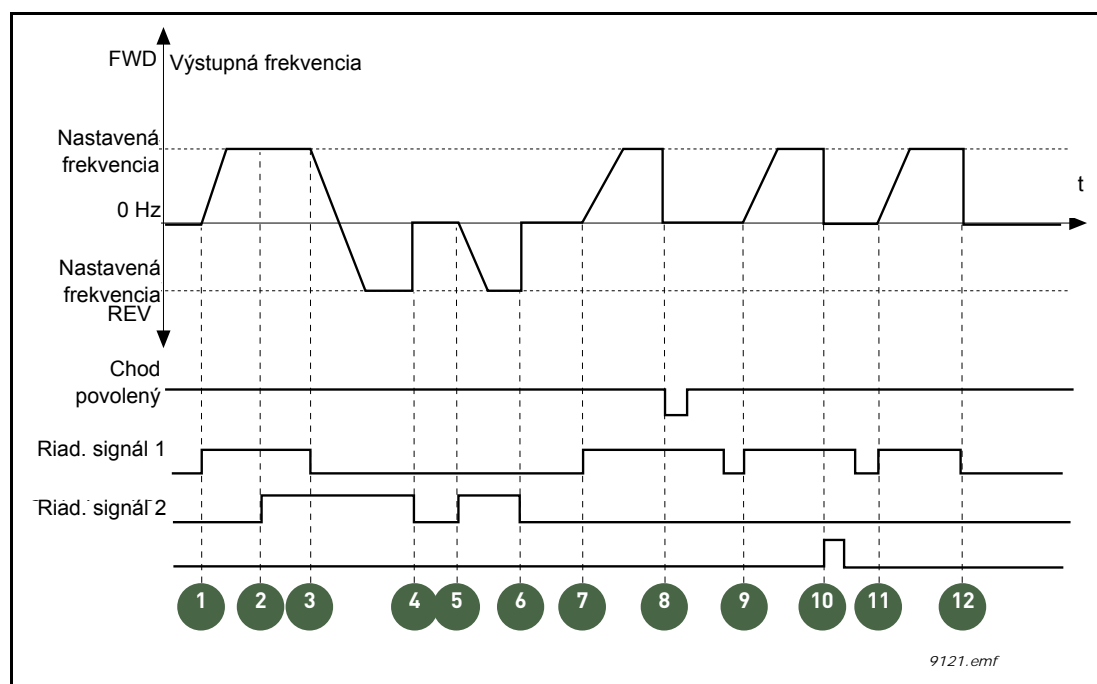 FWD
Výstupná frekvencia
Nastavená
frekvencia
t
0 Hz
Nastavená
frekvencia
REV
Chod
povolený
Riad. signál 1
Riad. signál 2
1 2 3 4 5 6 7 8 9 10 11 12
9121.emf